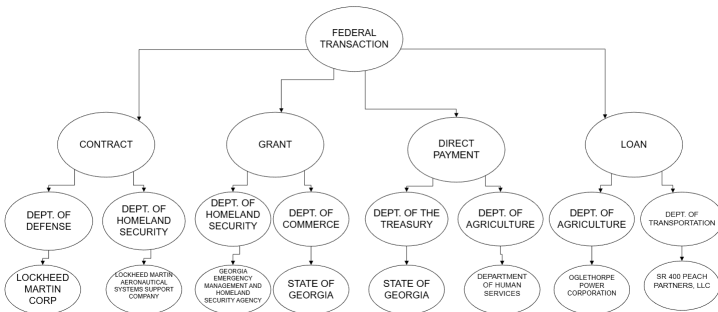 FEDERAL
TRANSACTION
CONTRACT
GRANT
DIRECT
PAYMENT
LOAN
DEPT. OF
DEFENSE
DEPT. OF
HOMELAND
SECURITY
DEPT. OF
HOMELAND
SECURITY
DEPT. OF
COMMERCE
DEPT. OF THE
TREASURY
DEPT. OF
AGRICULTURE
DEPT. OF
AGRICULTURE
DEPT. OF
TRANSPORTATION
LOCKHEED
MARTIN
CORP
LOCKHEED MARTIN
AERONAUTICAL
SYSTEMS SUPPORT
COMPANY
GEORGIA
EMERGENCY
MANAGEMENT AND
HOMELAND
SECURITY AGENCY
STATE OF
GEORGIA
STATE OF
GEORGIA
DEPARTMENT
OF HUMAN
SERVICES
OGLETHORPE
POWER
CORPORATION
SR 400 PEACH
PARTNERS, LLC